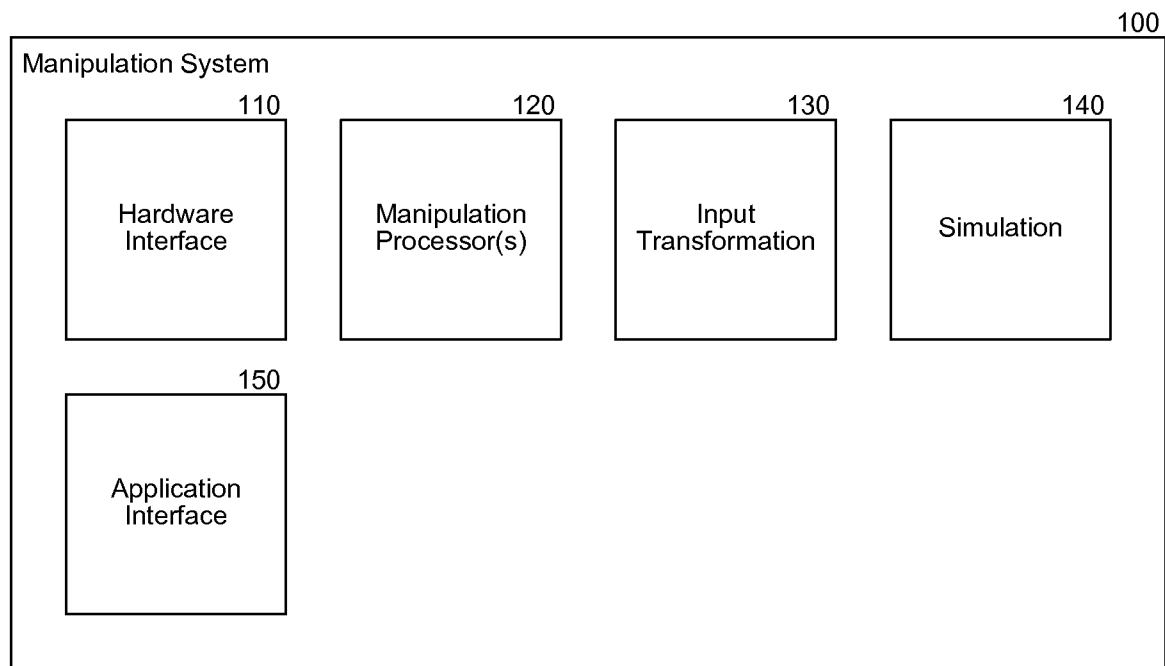 100
Manipulation System
110
120
130
140
Hardware
Interface
Manipulation
Processor(s)
Input
Transformation
Simulation
150
Application
Interface